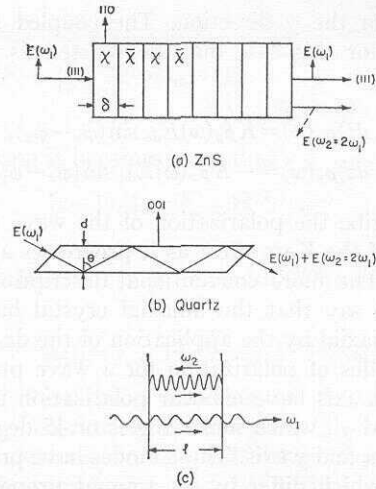 110
E(ω₁)
χ χ̄ χ χ̄
E(ω₁)
(111)
(111)
δ
E(ω₂=2ω₁)
(a) ZnS
001
E(ω₁)
d
θ
E(ω₁)+E(ω₂=2ω₁)
(b) Quartz
ω₂
ω₁
ℓ
(c)